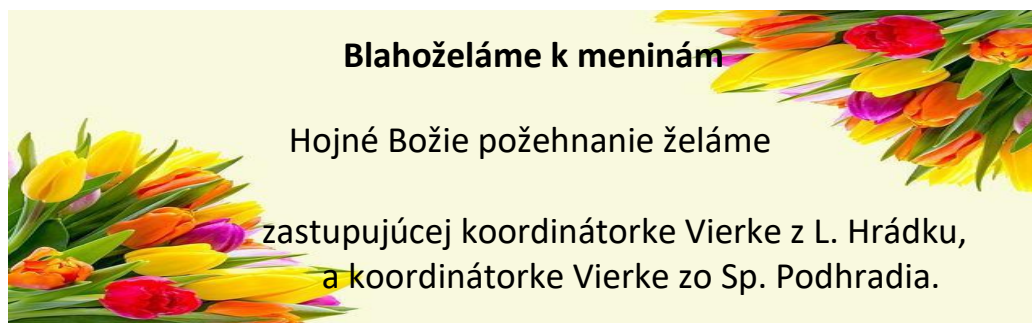 Blahoželáme k meninám
Hojné Božie požehnanie želáme
zastupujúcej koordinátorke Vierke z L. Hrádku,
a koordinátorke Vierke zo Sp. Podhradia.